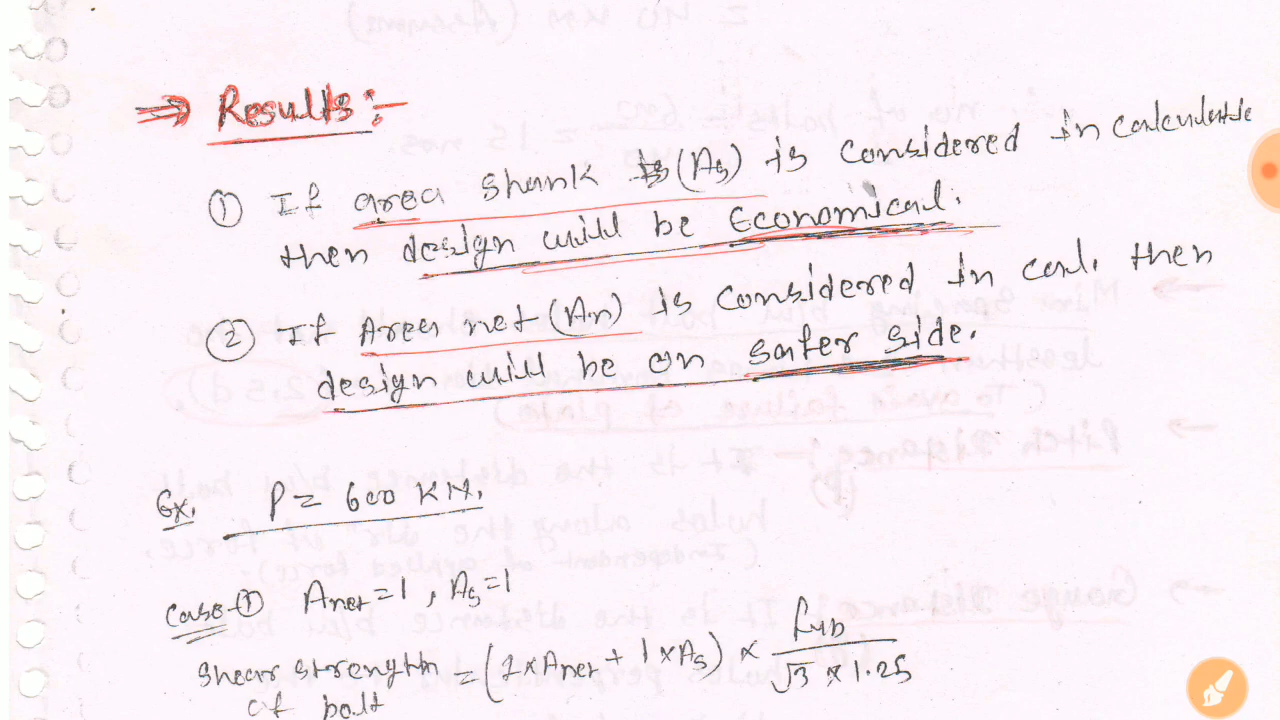 ⇒ Results :-
① If area shank (As) is considered in calculate
then design will be Economical.
② If Area net (An) is considered in cal. then
design will be on safer side.
Ex. P = 600 KN.
Case-① Anet = 1 , As = 1
Shear strength = (1 x Anet + 1 x As) x fub / √3 x 1.25
of bolt